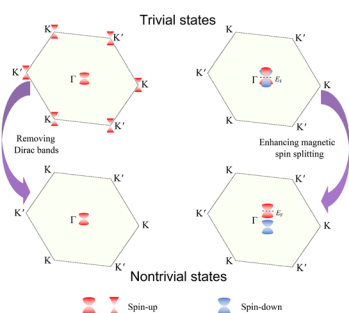 Trivial states
K
K′
K′
Γ
K
K
K′
K
K′
K′
Γ
E_f
K
K
K′
Removing
Dirac bands
Enhancing magnetic
spin splitting
K
K′
K′
Γ
K
K
K′
K
K′
K′
Γ
E_f
K
K
K′
Nontrivial states
Spin-up
Spin-down